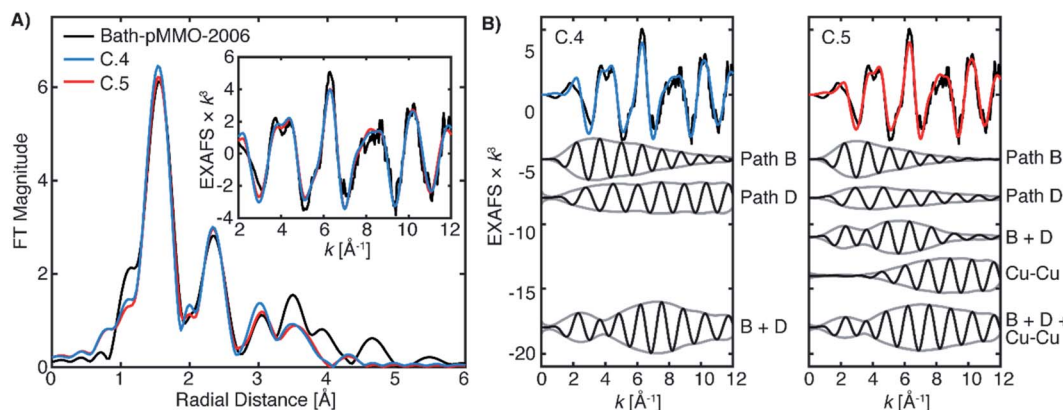 A)
Bath-pMMO-2006
C.4
C.5
FT Magnitude
6
4
2
0
0 1 2 3 4 5 6
Radial Distance [Å]
EXAFS × k³
6
4
2
0
-2
-4
2 4 6 8 10 12
k [Å⁻¹]
B)
C.4
EXAFS × k³
5
0
-5
-10
-15
-20
Path B
Path D
B + D
0 2 4 6 8 10 12
k [Å⁻¹]
C.5
Path B
Path D
B + D
Cu-Cu
B + D +
Cu-Cu
0 2 4 6 8 10 12
k [Å⁻¹]